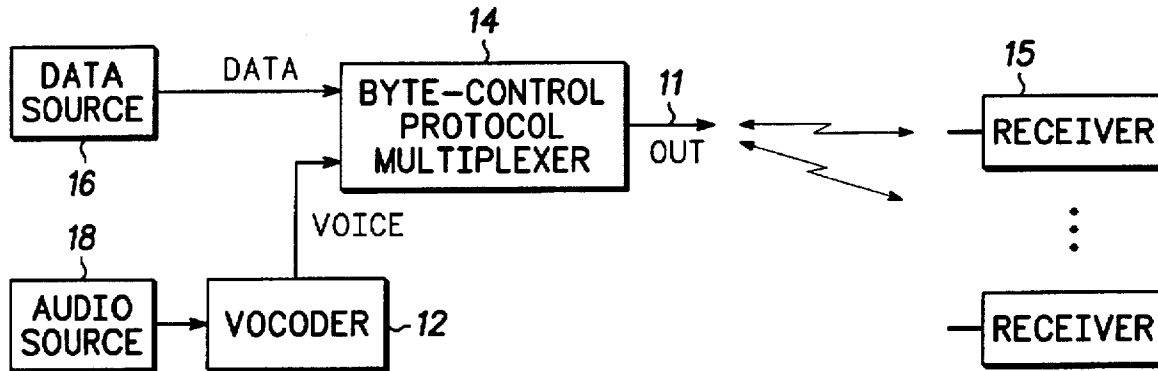 14
DATA
SOURCE
16
DATA
BYTE-CONTROL
PROTOCOL
MULTIPLEXER
11
OUT
15
RECEIVER
VOICE
18
AUDIO
SOURCE
VOCODER
12
RECEIVER